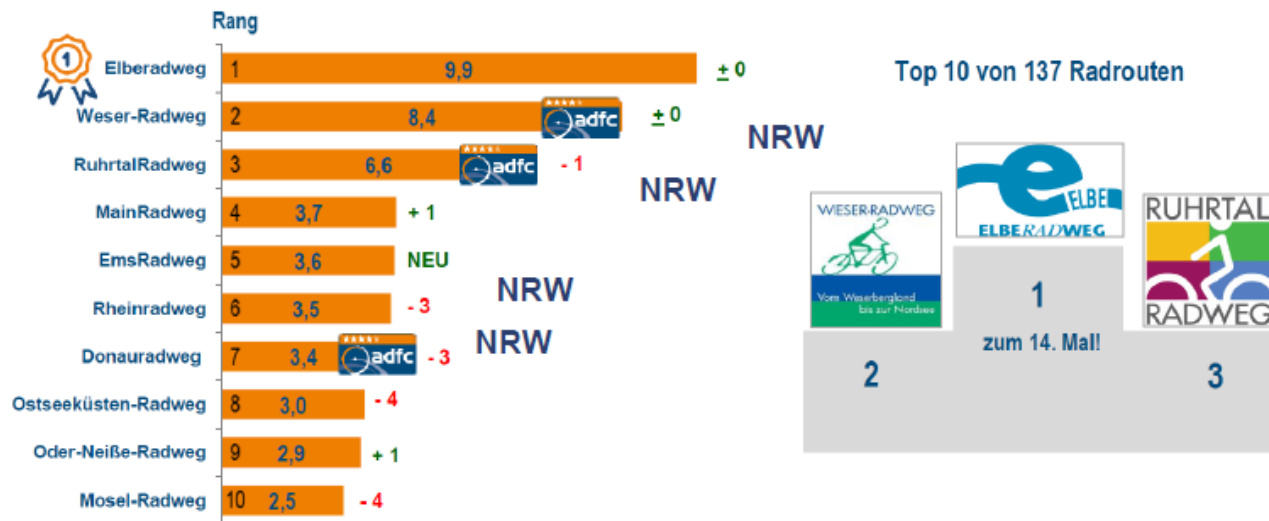 Rang
1
Elberadweg 1 9,9 ± 0
Weser-Radweg 2 8,4 adfc ± 0
NRW
RuhrtalRadweg 3 6,6 adfc - 1
NRW
MainRadweg 4 3,7 + 1
EmsRadweg 5 3,6 NEU
NRW
Rheinradweg 6 3,5 - 3
NRW
Donauradweg 7 3,4 adfc - 3
Ostseeküsten-Radweg 8 3,0 - 4
Oder-Neiße-Radweg 9 2,9 + 1
Mosel-Radweg 10 2,5 - 4
Top 10 von 137 Radrouten
e
ELBE
ELBERADWEG
WESER-RADWEG
Vom Weserbergland
bis zur Nordsee
RUHRTAL
RADWEG
1
zum 14. Mal!
2
3